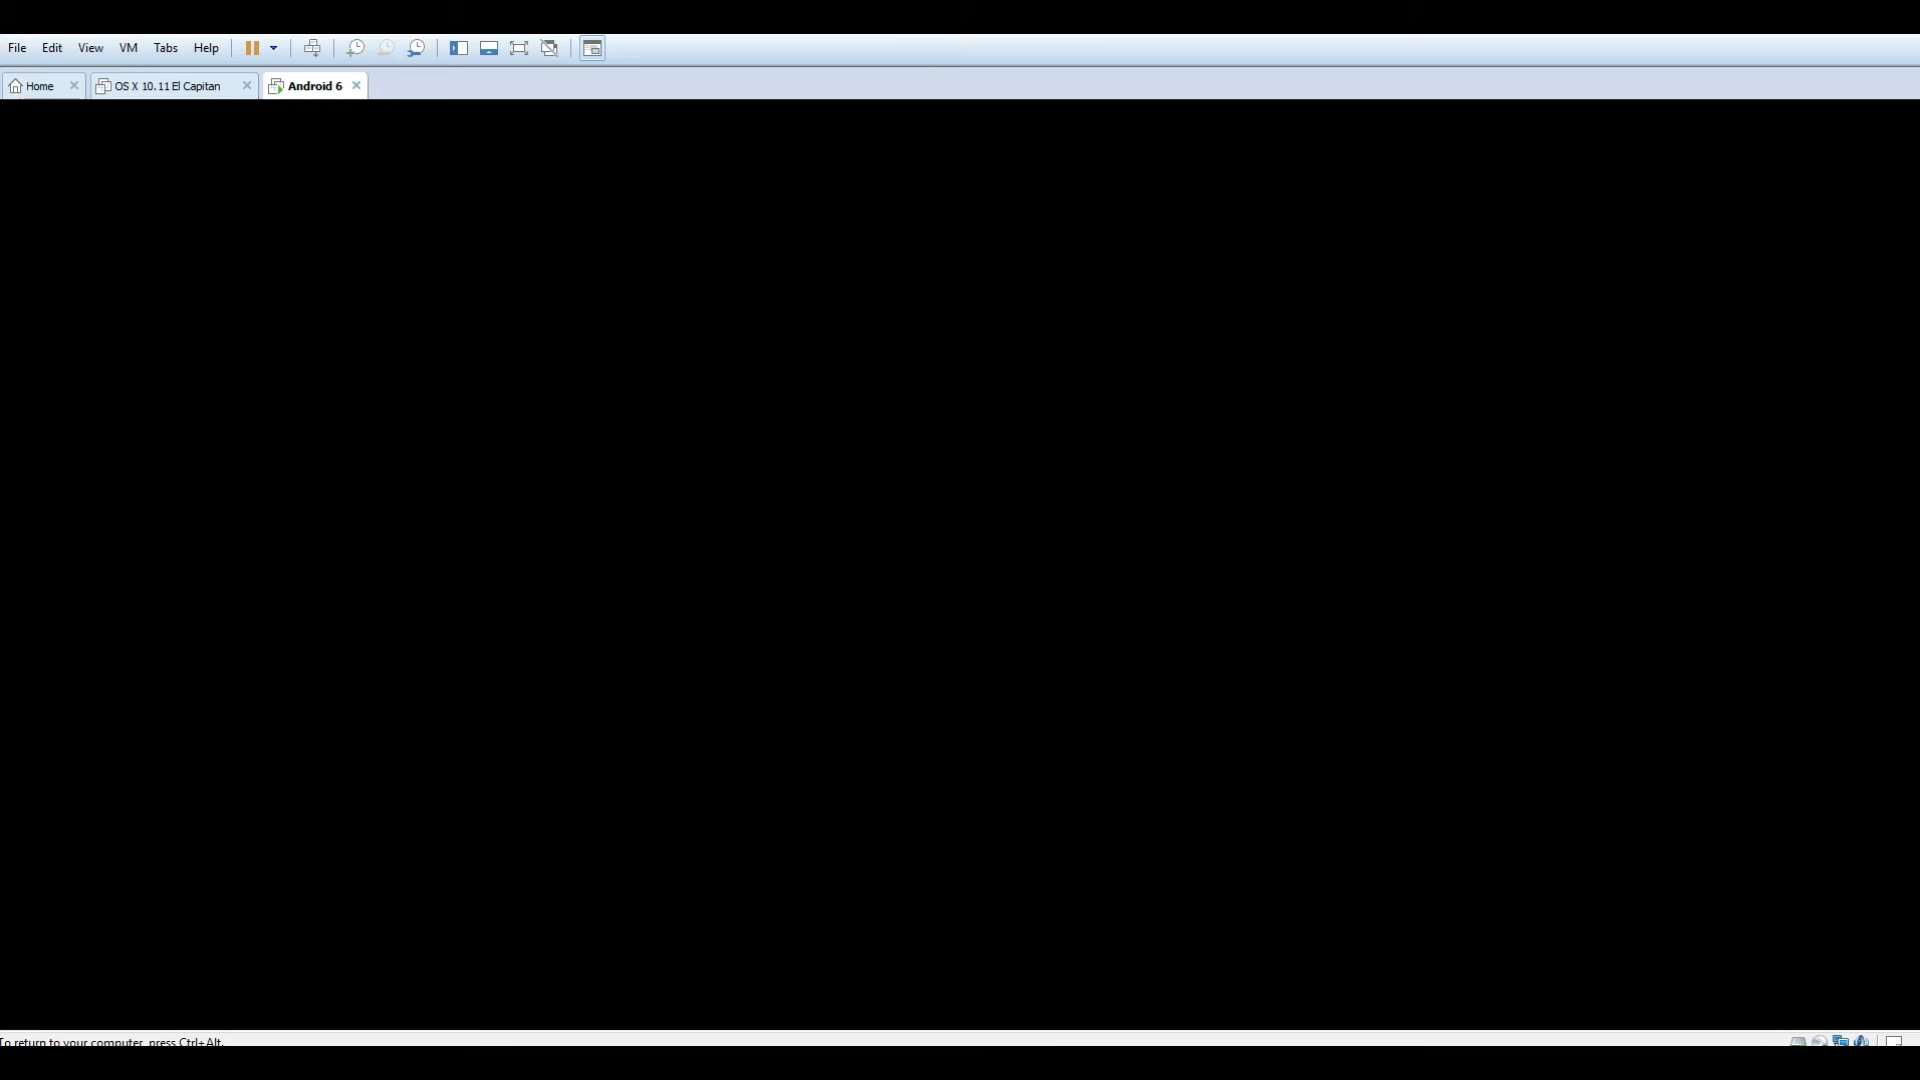 File Edit View VM Tabs Help
Home OS X 10.11 El Capitan Android 6
To return to your computer, press Ctrl+Alt.